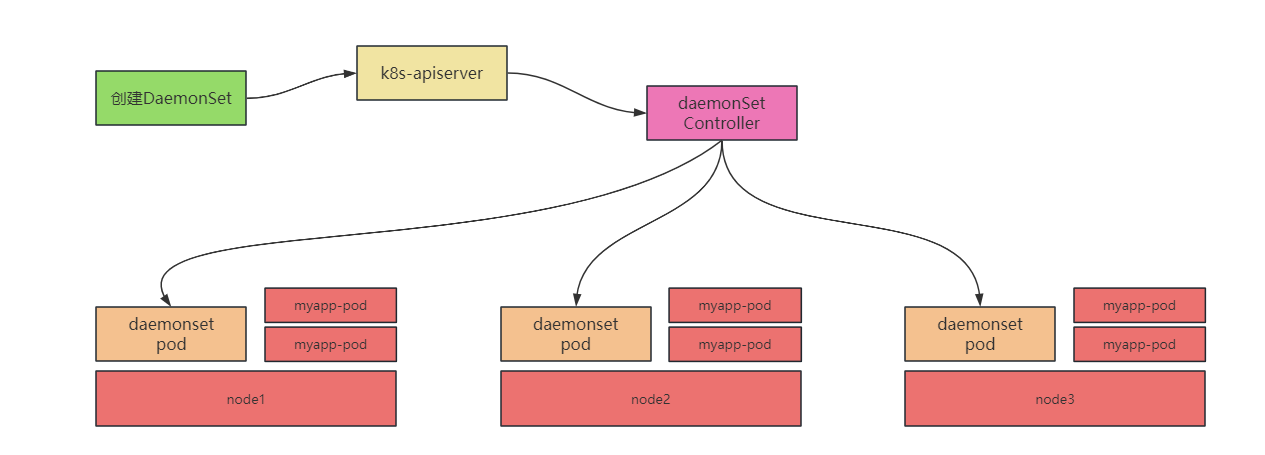 创建DaemonSet
k8s-apiserver
daemonSet
Controller
daemonset
pod
myapp-pod
myapp-pod
node1
daemonset
pod
myapp-pod
myapp-pod
node2
daemonset
pod
myapp-pod
myapp-pod
node3